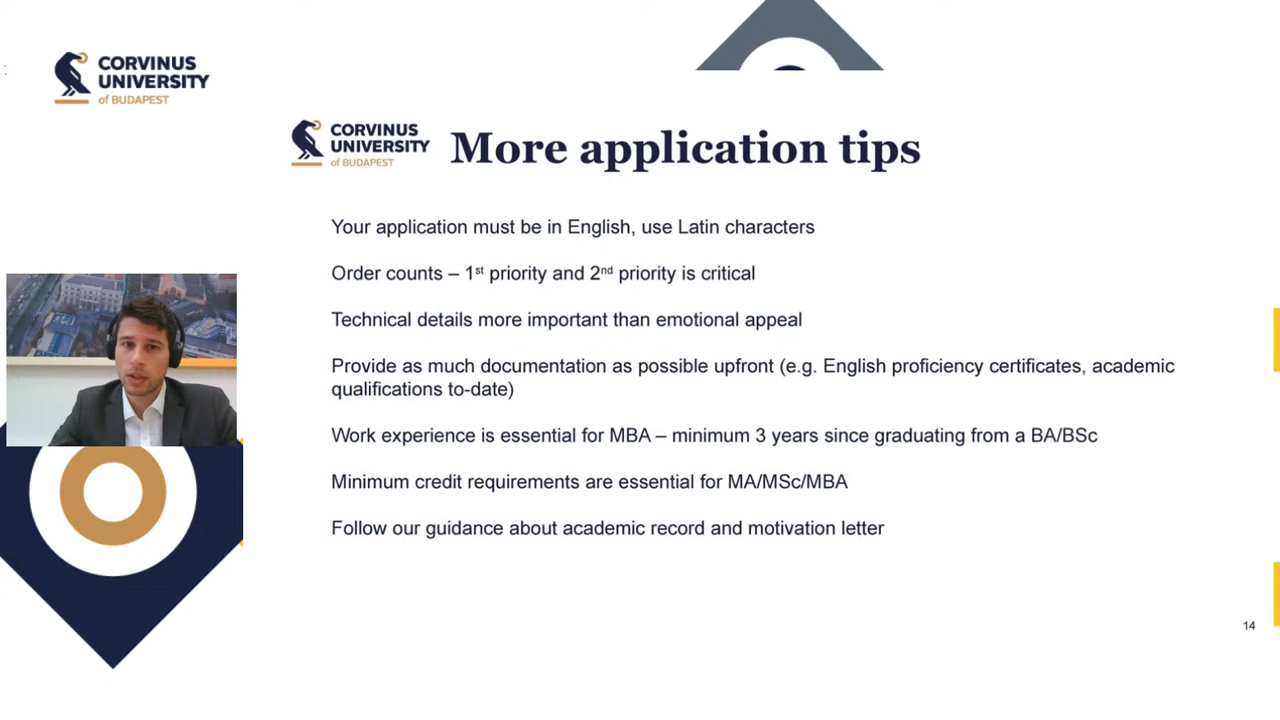 CORVINUS
UNIVERSITY
of BUDAPEST
CORVINUS
UNIVERSITY
of BUDAPEST
More application tips
Your application must be in English, use Latin characters
Order counts – 1st priority and 2nd priority is critical
Technical details more important than emotional appeal
Provide as much documentation as possible upfront (e.g. English proficiency certificates, academic
qualifications to-date)
Work experience is essential for MBA – minimum 3 years since graduating from a BA/BSc
Minimum credit requirements are essential for MA/MSc/MBA
Follow our guidance about academic record and motivation letter
14